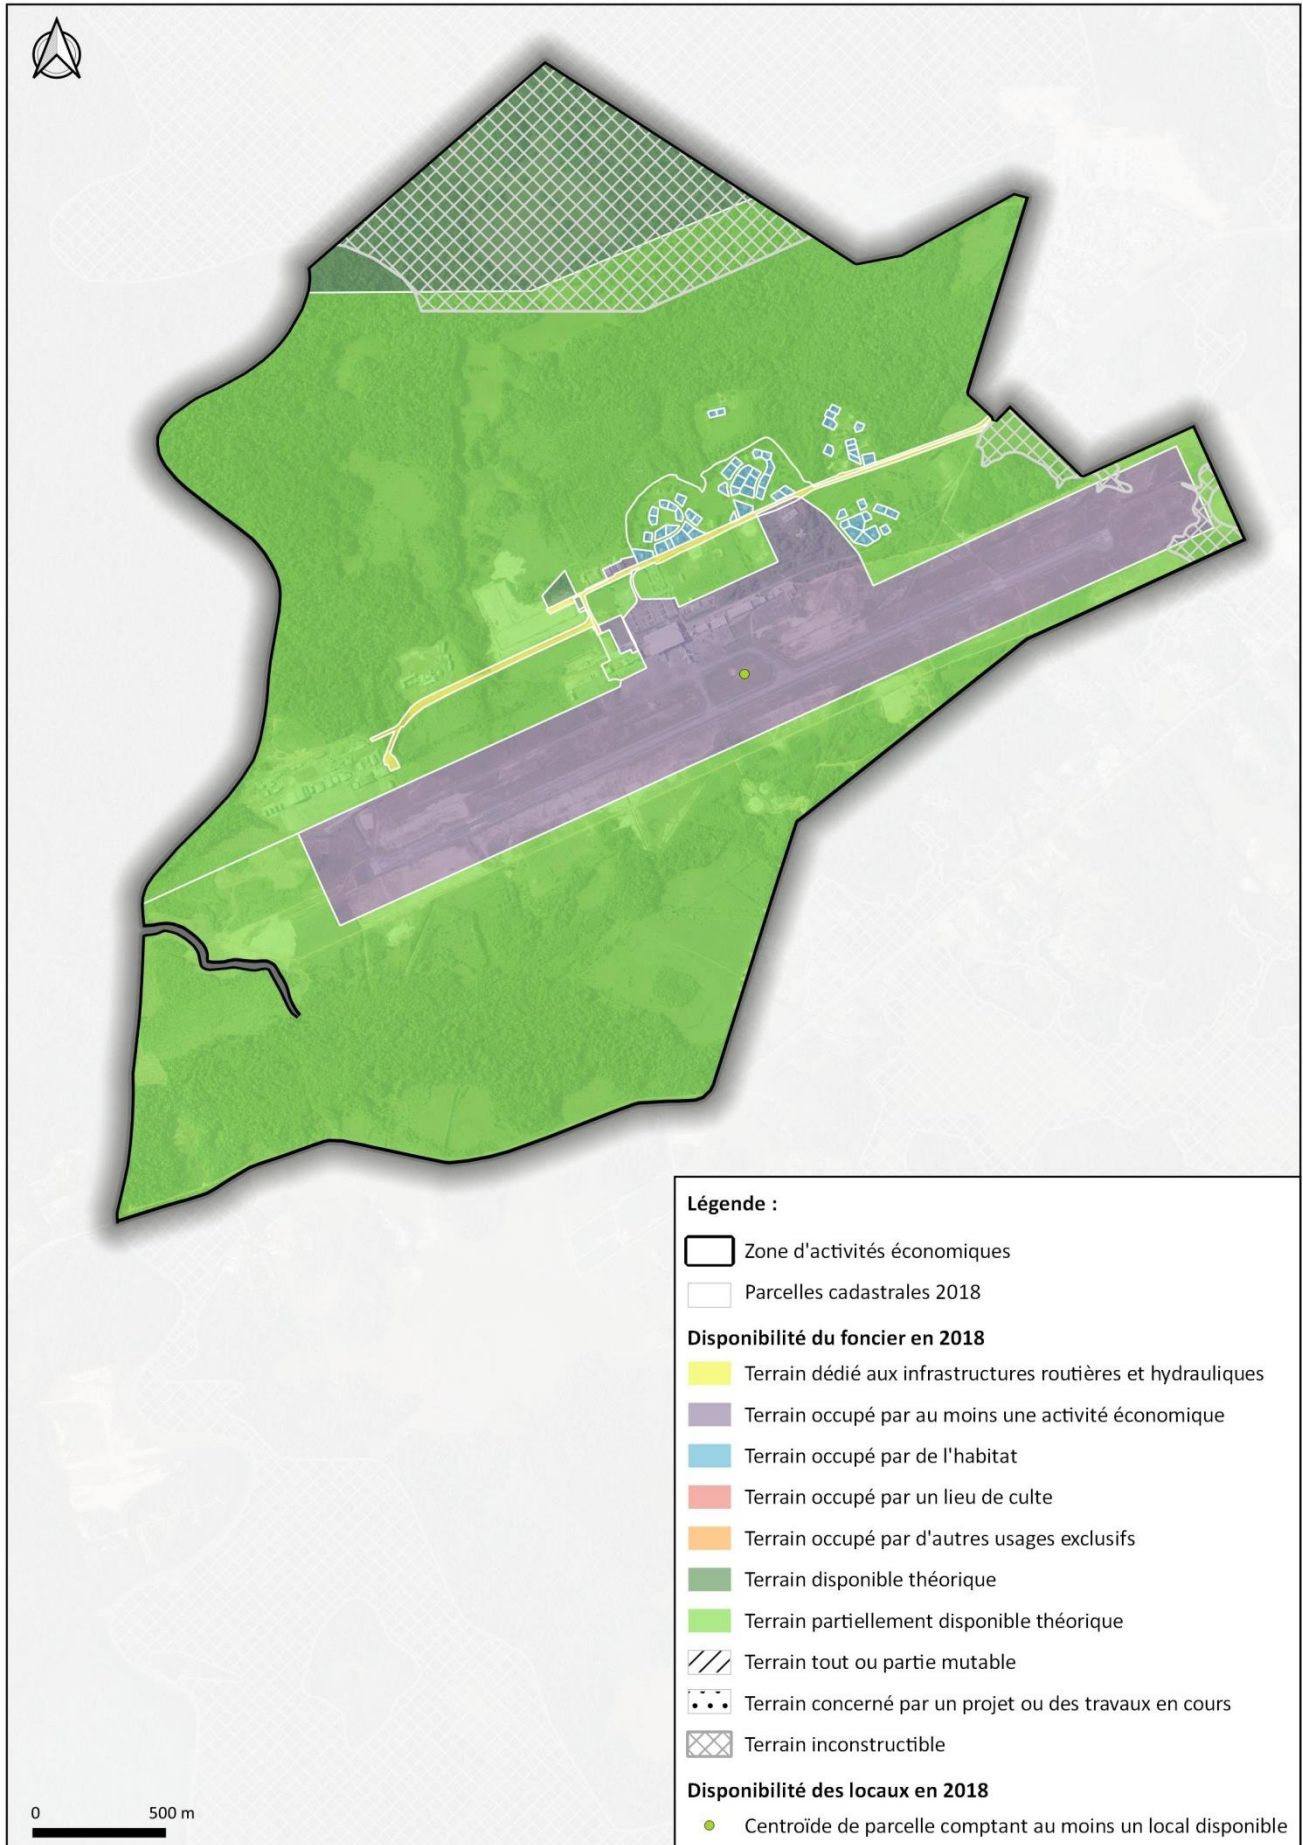 Légende :
Zone d'activités économiques
Parcelles cadastrales 2018
Disponibilité du foncier en 2018
Terrain dédié aux infrastructures routières et hydrauliques
Terrain occupé par au moins une activité économique
Terrain occupé par de l'habitat
Terrain occupé par un lieu de culte
Terrain occupé par d'autres usages exclusifs
Terrain disponible théorique
Terrain partiellement disponible théorique
Terrain tout ou partie mutable
Terrain concerné par un projet ou des travaux en cours
Terrain inconstructible
Disponibilité des locaux en 2018
Centroïde de parcelle comptant au moins un local disponible
0 500 m